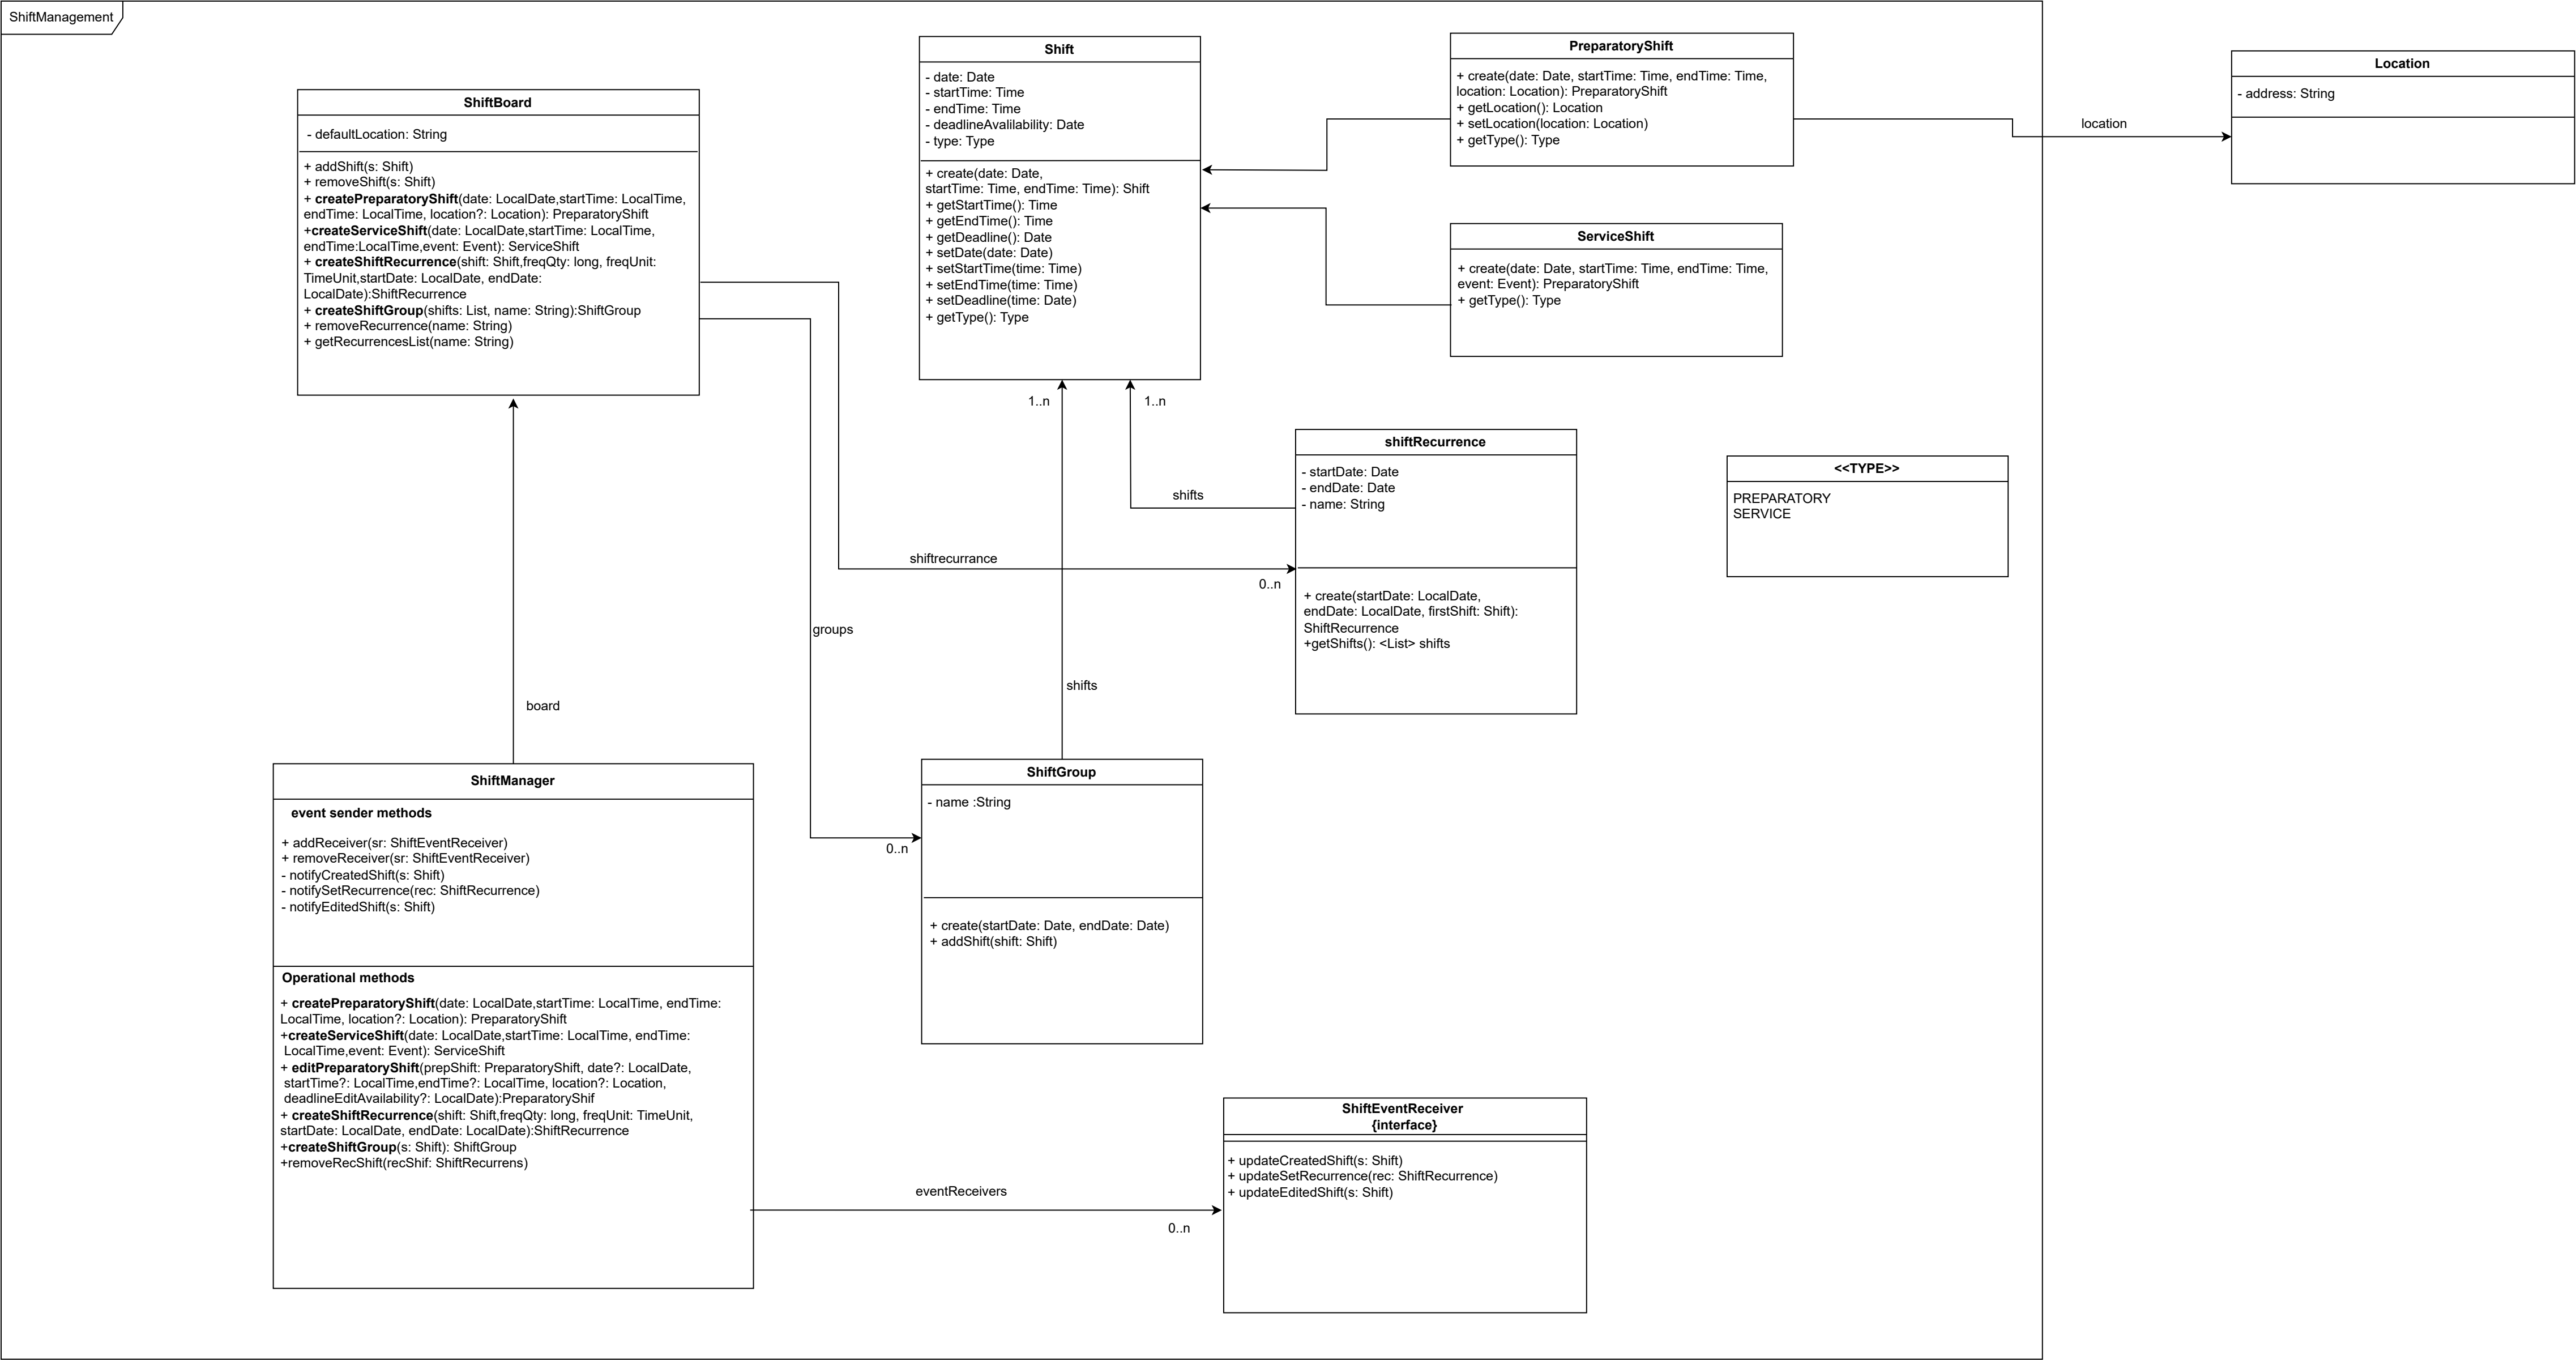 ShiftManagement
ShiftBoard
- defaultLocation: String
+ addShift(s: Shift)
+ removeShift(s: Shift)
+ createPreparatoryShift(date: LocalDate,startTime: LocalTime,
endTime: LocalTime, location?: Location): PreparatoryShift
+createServiceShift(date: LocalDate,startTime: LocalTime,
endTime:LocalTime,event: Event): ServiceShift
+ createShiftRecurrence(shift: Shift,freqQty: long, freqUnit:
TimeUnit,startDate: LocalDate, endDate:
LocalDate):ShiftRecurrence
+ createShiftGroup(shifts: List, name: String):ShiftGroup
+ removeRecurrence(name: String)
+ getRecurrencesList(name: String)
Shift
- date: Date
- startTime: Time
- endTime: Time
- deadlineAvalilability: Date
- type: Type
+ create(date: Date,
startTime: Time, endTime: Time): Shift
+ getStartTime(): Time
+ getEndTime(): Time
+ getDeadline(): Date
+ setDate(date: Date)
+ setStartTime(time: Time)
+ setEndTime(time: Time)
+ setDeadline(time: Date)
+ getType(): Type
PreparatoryShift
+ create(date: Date, startTime: Time, endTime: Time,
location: Location): PreparatoryShift
+ getLocation(): Location
+ setLocation(location: Location)
+ getType(): Type
location
Location
- address: String
ServiceShift
+ create(date: Date, startTime: Time, endTime: Time,
event: Event): PreparatoryShift
+ getType(): Type
1..n
1..n
shiftRecurrence
- startDate: Date
- endDate: Date
- name: String
+ create(startDate: LocalDate,
endDate: LocalDate, firstShift: Shift):
ShiftRecurrence
+getShifts(): <List> shifts
<<TYPE>>
PREPARATORY
SERVICE
shifts
shiftrecurrance
0..n
groups
shifts
board
ShiftManager
event sender methods
+ addReceiver(sr: ShiftEventReceiver)
+ removeReceiver(sr: ShiftEventReceiver)
- notifyCreatedShift(s: Shift)
- notifySetRecurrence(rec: ShiftRecurrence)
- notifyEditedShift(s: Shift)
Operational methods
+ createPreparatoryShift(date: LocalDate,startTime: LocalTime, endTime:
LocalTime, location?: Location): PreparatoryShift
+createServiceShift(date: LocalDate,startTime: LocalTime, endTime:
LocalTime,event: Event): ServiceShift
+ editPreparatoryShift(prepShift: PreparatoryShift, date?: LocalDate,
startTime?: LocalTime,endTime?: LocalTime, location?: Location,
deadlineEditAvailability?: LocalDate):PreparatoryShif
+ createShiftRecurrence(shift: Shift,freqQty: long, freqUnit: TimeUnit,
startDate: LocalDate, endDate: LocalDate):ShiftRecurrence
+createShiftGroup(s: Shift): ShiftGroup
+removeRecShift(recShif: ShiftRecurrens)
0..n
ShiftGroup
- name :String
+ create(startDate: Date, endDate: Date)
+ addShift(shift: Shift)
eventReceivers
0..n
ShiftEventReceiver
{interface}
+ updateCreatedShift(s: Shift)
+ updateSetRecurrence(rec: ShiftRecurrence)
+ updateEditedShift(s: Shift)